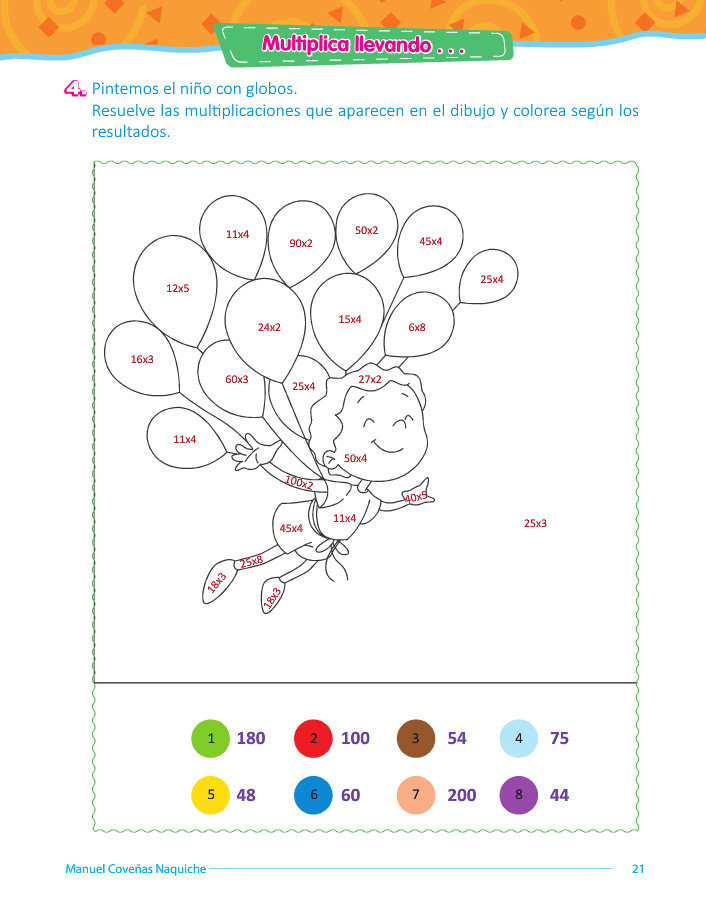 Multiplica llevando . . .
4. Pintemos el niño con globos.
Resuelve las multiplicaciones que aparecen en el dibujo y colorea según los
resultados.
11x4
90x2
50x2
45x4
25x4
12x5
24x2
15x4
6x8
16x3
60x3
25x4
27x2
11x4
50x4
100x2
40x5
45x4
11x4
25x3
25x8
18x3
18x3
1 180 2 100 3 54 4 75
5 48 6 60 7 200 8 44
Manuel Coveñas Naquiche 21